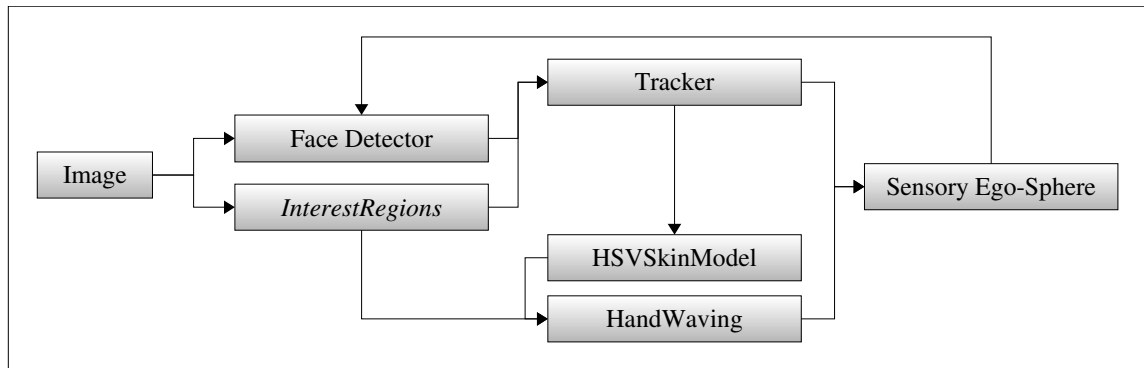 Image
Face Detector
InterestRegions
Tracker
HSVSkinModel
HandWaving
Sensory Ego-Sphere